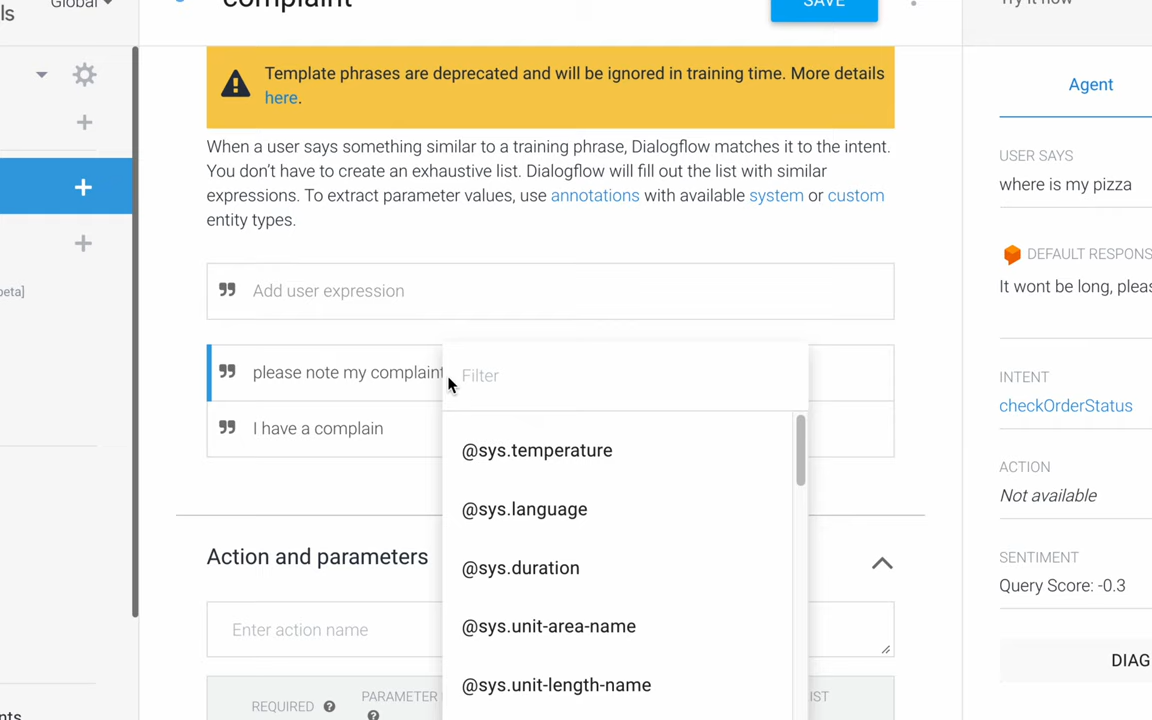 ls
Global
complaint
SAVE
Try it now
Template phrases are deprecated and will be ignored in training time. More details
here.
When a user says something similar to a training phrase, Dialogflow matches it to the intent.
You don't have to create an exhaustive list. Dialogflow will fill out the list with similar
expressions. To extract parameter values, use annotations with available system or custom
entity types.
Add user expression
please note my complaint
I have a complain
Filter
@sys.temperature
@sys.language
@sys.duration
@sys.unit-area-name
@sys.unit-length-name
Action and parameters
Enter action name
REQUIRED
PARAMETER
IST
beta]
nts
Agent
USER SAYS
where is my pizza
DEFAULT RESPONS
It wont be long, pleas
INTENT
checkOrderStatus
ACTION
Not available
SENTIMENT
Query Score: -0.3
DIAG